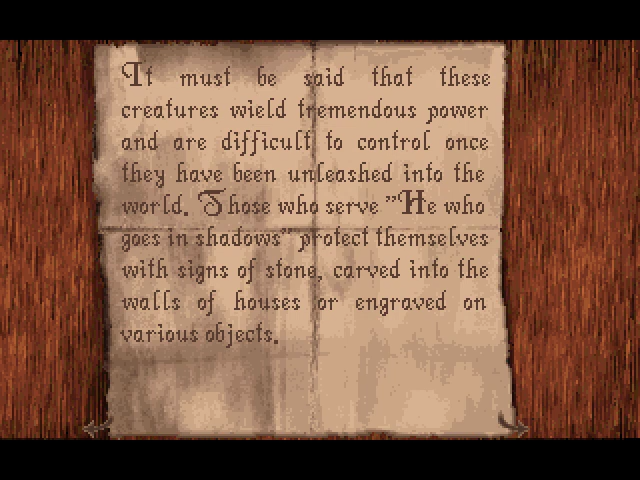 It must be said that these
creatures wield tremendous power
and are difficult to control once
they have been unleashed into the
world. Those who serve "He who
goes in shadows" protect themselves
with signs of stone, carved into the
walls of houses or engraved on
various objects.